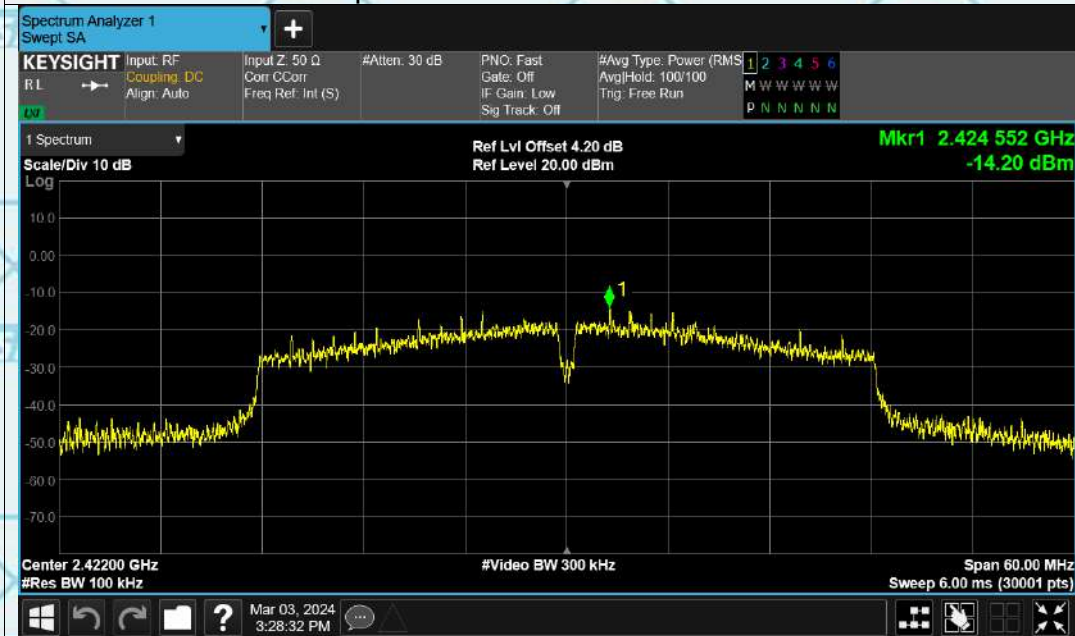 Spectrum Analyzer 1
Swept SA
+
KEYSIGHT
RL
LXI
Input: RF
Coupling: DC
Align: Auto
Input Z: 50 Ω
Corr CCorr
Freq Ref: Int (S)
#Atten: 30 dB
PNO: Fast
Gate: Off
IF Gain: Low
Sig Track: Off
#Avg Type: Power (RMS
Avg|Hold: 100/100
Trig: Free Run
1 2 3 4 5 6
M W W W W W
P N N N N N
1 Spectrum
Scale/Div 10 dB
Log
Ref Lvl Offset 4.20 dB
Ref Level 20.00 dBm
Mkr1 2.424 552 GHz
-14.20 dBm
10.0
0.00
-10.0
-20.0
-30.0
-40.0
-50.0
-60.0
-70.0
1
Center 2.42200 GHz
#Res BW 100 kHz
#Video BW 300 kHz
Span 60.00 MHz
Sweep 6.00 ms (30001 pts)
?
Mar 03, 2024
3:28:32 PM